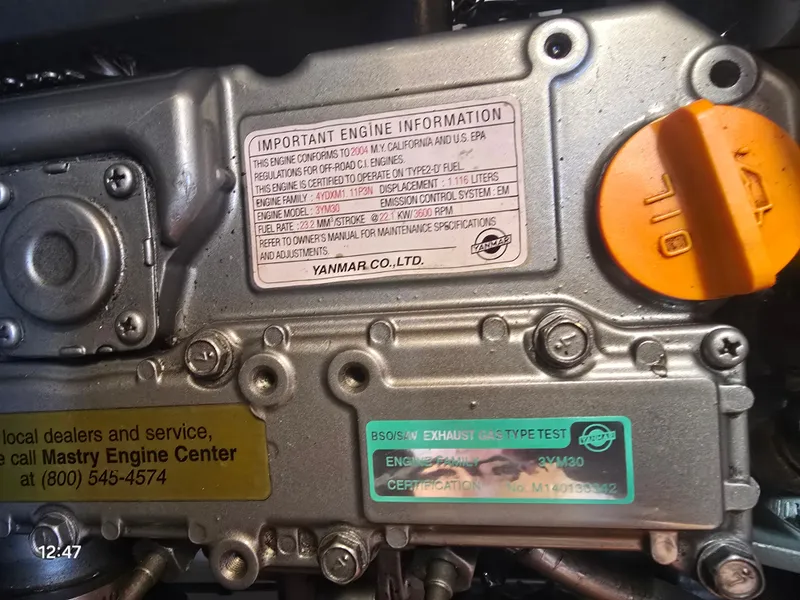 IMPORTANT ENGINE INFORMATION
THIS ENGINE CONFORMS TO 2004 M.Y. CALIFORNIA AND U.S. EPA
REGULATIONS FOR OFF-ROAD C.I. ENGINES.
THIS ENGINE IS CERTIFIED TO OPERATE ON 'TYPE2-D' FUEL.
ENGINE FAMILY : 4YDXM1.11P3N DISPLACEMENT : 1.116 LITERS
ENGINE MODEL : 3YM30 EMISSION CONTROL SYSTEM : EM
FUEL RATE : 23.2 MM³/STROKE @ 22.1 KW/3600 RPM
REFER TO OWNER'S MANUAL FOR MAINTENANCE SPECIFICATIONS
AND ADJUSTMENTS.
YANMAR
YANMAR CO.,LTD.
OIL
local dealers and service,
call Mastry Engine Center
at (800) 545-4574
BSO/SAV EXHAUST GAS TYPE TEST
YANMAR
ENGINE FAMILY 3YM30
CERTIFICATION No.
12:47